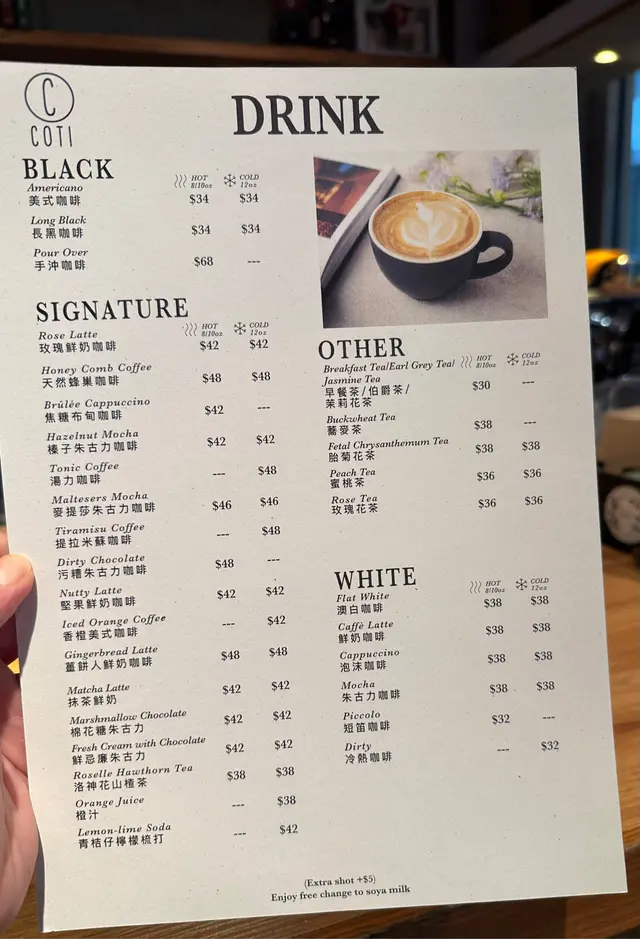 C
COTI
DRINK
BLACK
HOT 8/10oz COLD 12oz
Americano
美式咖啡 $34 $34
Long Black
長黑咖啡 $34 $34
Pour Over
手沖咖啡 $68 ---
SIGNATURE
HOT 8/10oz COLD 12oz
Rose Latte
玫瑰鮮奶咖啡 $42 $42
Honey Comb Coffee
天然蜂巢咖啡 $48 $48
Brûlée Cappuccino
焦糖布甸咖啡 $42 ---
Hazelnut Mocha
榛子朱古力咖啡 $42 $42
Tonic Coffee
湯力咖啡 --- $48
Maltesers Mocha
麥提莎朱古力咖啡 $46 $46
Tiramisu Coffee
提拉米蘇咖啡 --- $48
Dirty Chocolate
污糟朱古力咖啡 $48 ---
Nutty Latte
堅果鮮奶咖啡 $42 $42
Iced Orange Coffee
香橙美式咖啡 --- $42
Gingerbread Latte
薑餅人鮮奶咖啡 $48 $48
Matcha Latte
抹茶鮮奶 $42 $42
Marshmallow Chocolate
棉花糖朱古力 $42 $42
Fresh Cream with Chocolate
鮮忌廉朱古力 $42 $42
Roselle Hawthorn Tea
洛神花山楂茶 $38 $38
Orange Juice
橙汁 --- $38
Lemon-lime Soda
青桔仔檸檬梳打 --- $42
OTHER
HOT 8/10oz COLD 12oz
Breakfast Tea/Earl Grey Tea/
Jasmine Tea
早餐茶/伯爵茶/ $30 ---
茉莉花茶
Buckwheat Tea
蕎麥茶 $38 ---
Fetal Chrysanthemum Tea
胎菊花茶 $38 $38
Peach Tea
蜜桃茶 $36 $36
Rose Tea
玫瑰花茶 $36 $36
WHITE
HOT 8/10oz COLD 12oz
Flat White
澳白咖啡 $38 $38
Caffè Latte
鮮奶咖啡 $38 $38
Cappuccino
泡沫咖啡 $38 $38
Mocha
朱古力咖啡 $38 $38
Piccolo
短笛咖啡 $32 ---
Dirty
冷熱咖啡 --- $32
(Extra shot +$5)
Enjoy free change to soya milk